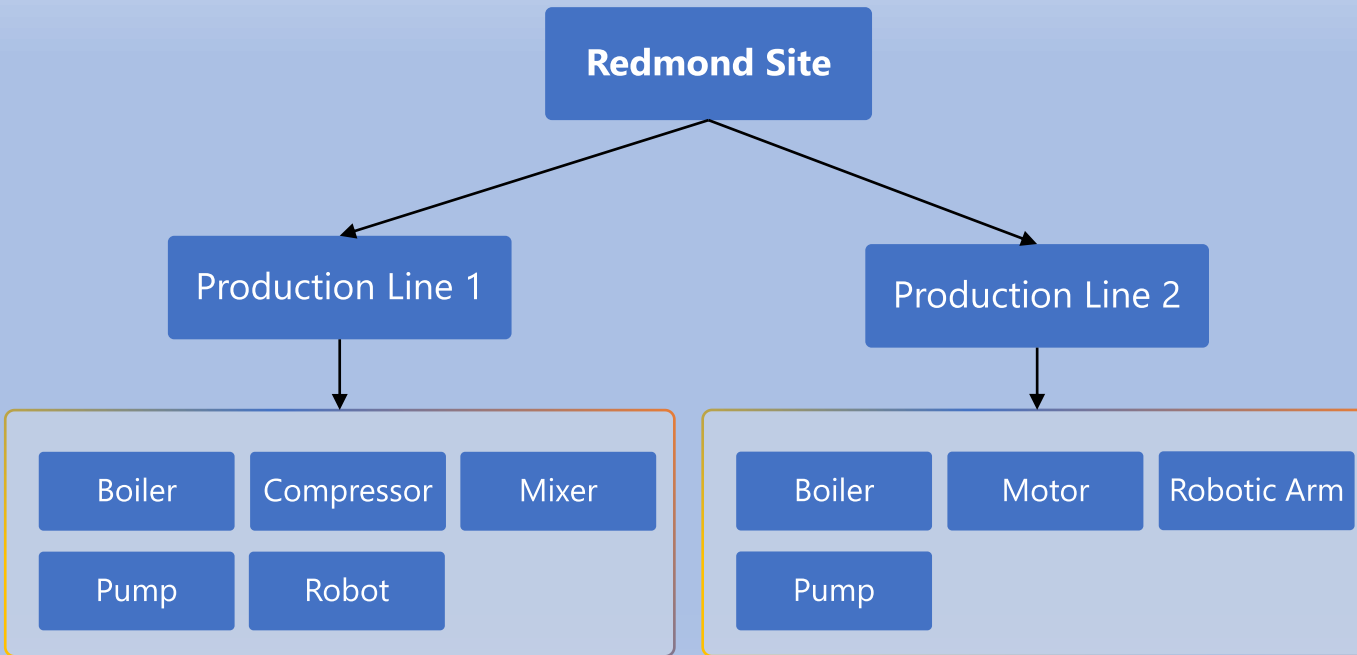 Redmond Site
Production Line 1
Production Line 2
Boiler
Compressor
Mixer
Pump
Robot
Boiler
Motor
Robotic Arm
Pump